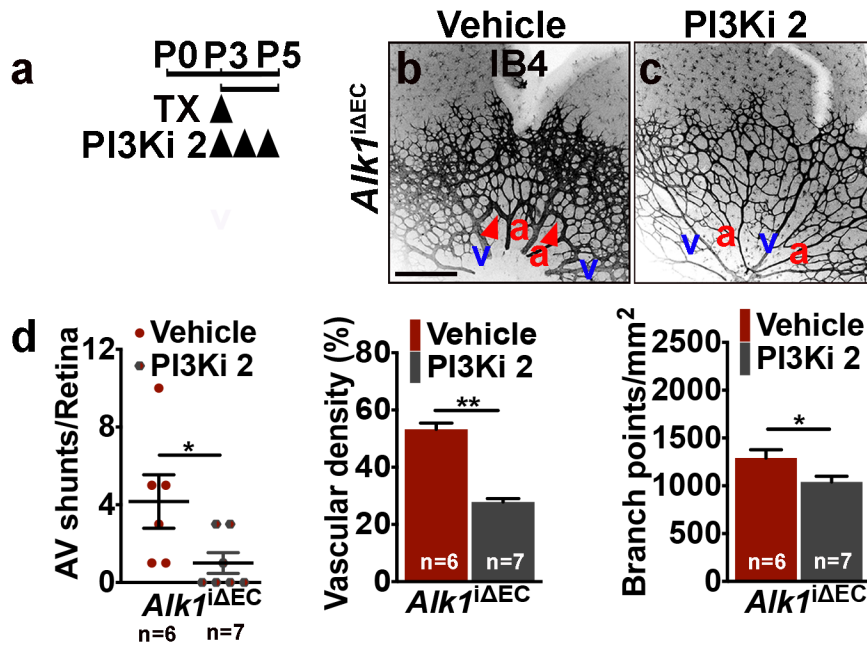 Vehicle
PI3Ki 2
a
P0 P3 P5
TX
PI3Ki 2
v
Alk1iΔEC
b
IB4
a
a
v
v
c
v
a
v
a
d
Vehicle
PI3Ki 2
AV shunts/Retina
12
8
4
0
*
Alk1iΔEC
n=6
n=7
Vehicle
PI3Ki 2
Vascular density (%)
80
60
40
20
0
**
n=6
n=7
Alk1iΔEC
Vehicle
PI3Ki 2
Branch points/mm2
2500
2000
1500
1000
500
0
*
n=6
n=7
Alk1iΔEC